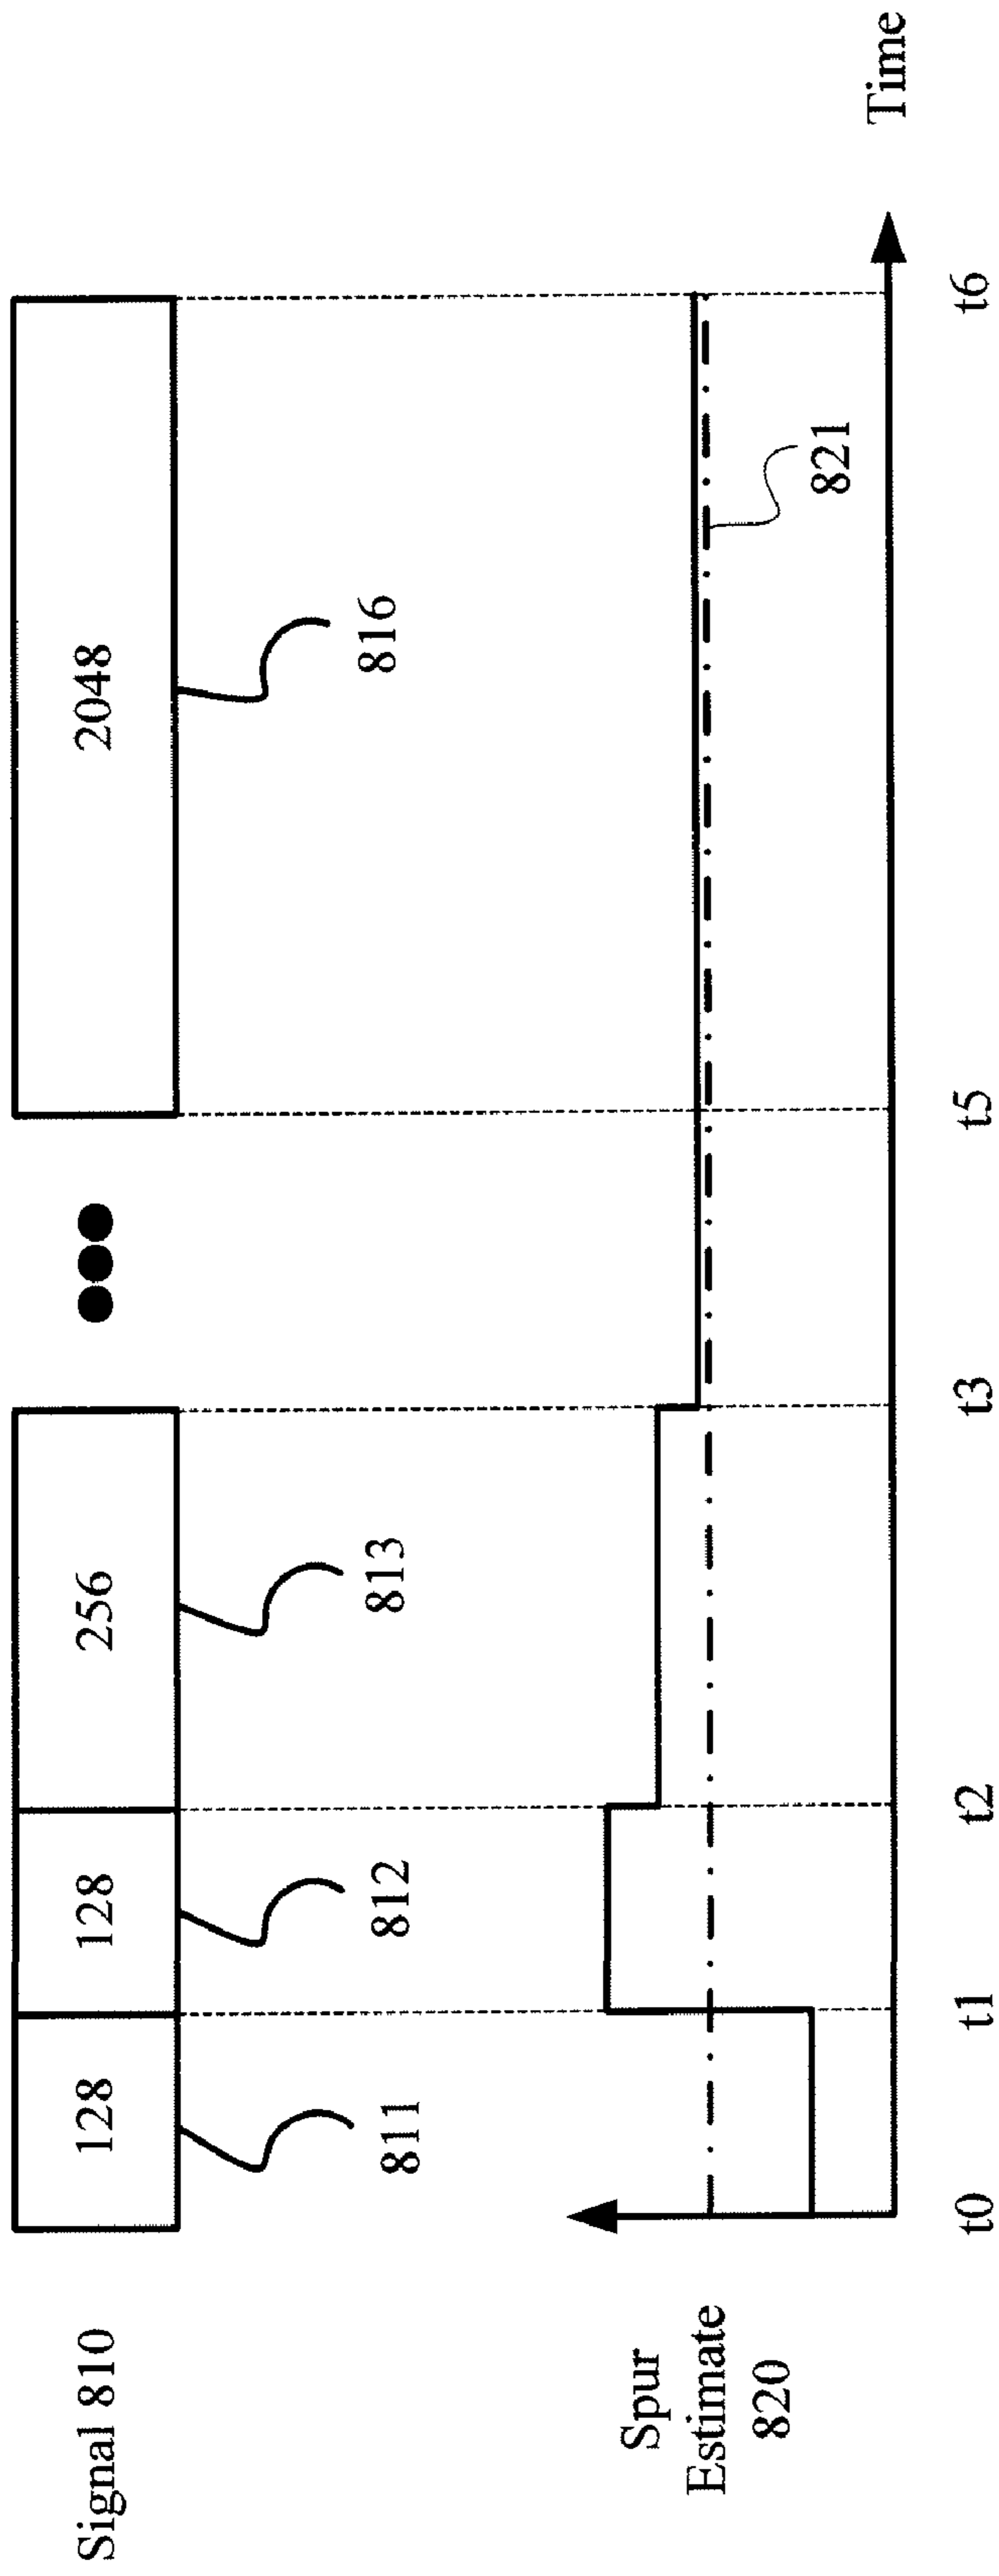 Signal 810
128
128
256
2048
811
812
813
816
Spur
Estimate
820
821
Time
t0
t1
t2
t3
t5
t6